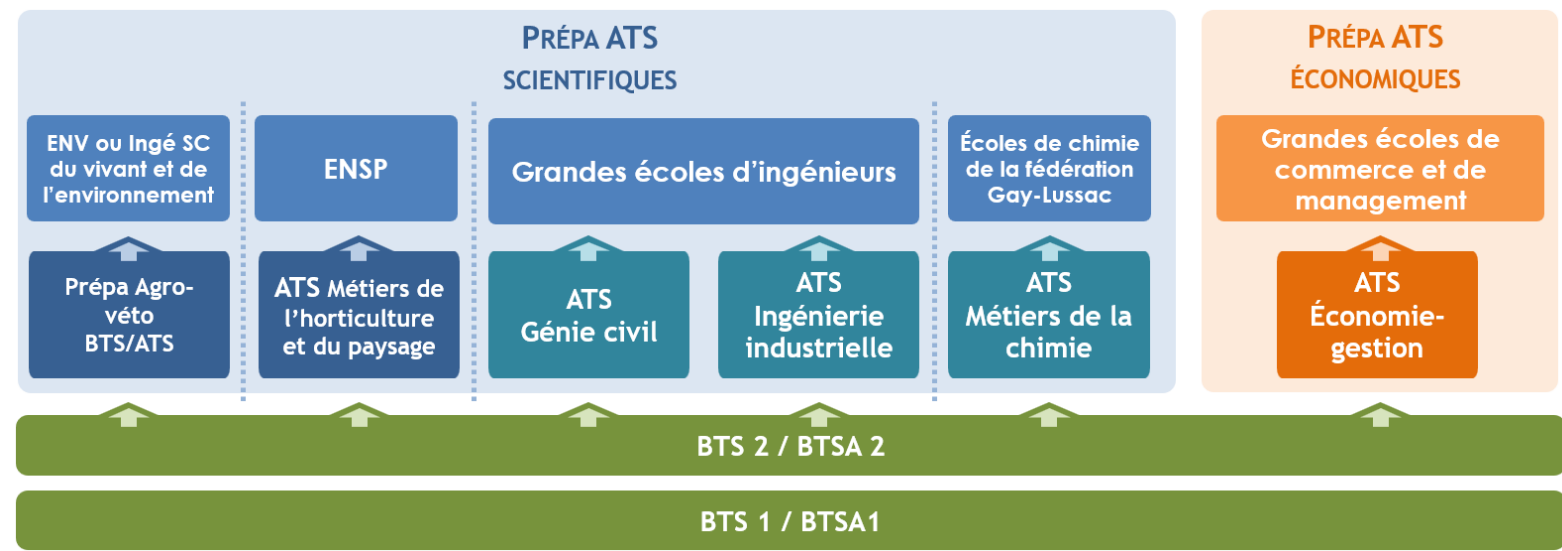 PRÉPA ATS
SCIENTIFIQUES
ENV ou Ingé SC
du vivant et de
l'environnement
ENSP
Grandes écoles d'ingénieurs
Écoles de chimie
de la fédération
Gay-Lussac
Prépa Agro-
véto
BTS/ATS
ATS Métiers de
l'horticulture
et du paysage
ATS
Génie civil
ATS
Ingénierie
industrielle
ATS
Métiers de la
chimie
PRÉPA ATS
ÉCONOMIQUES
Grandes écoles de
commerce et de
management
ATS
Économie-
gestion
BTS 2 / BTSA 2
BTS 1 / BTSA1